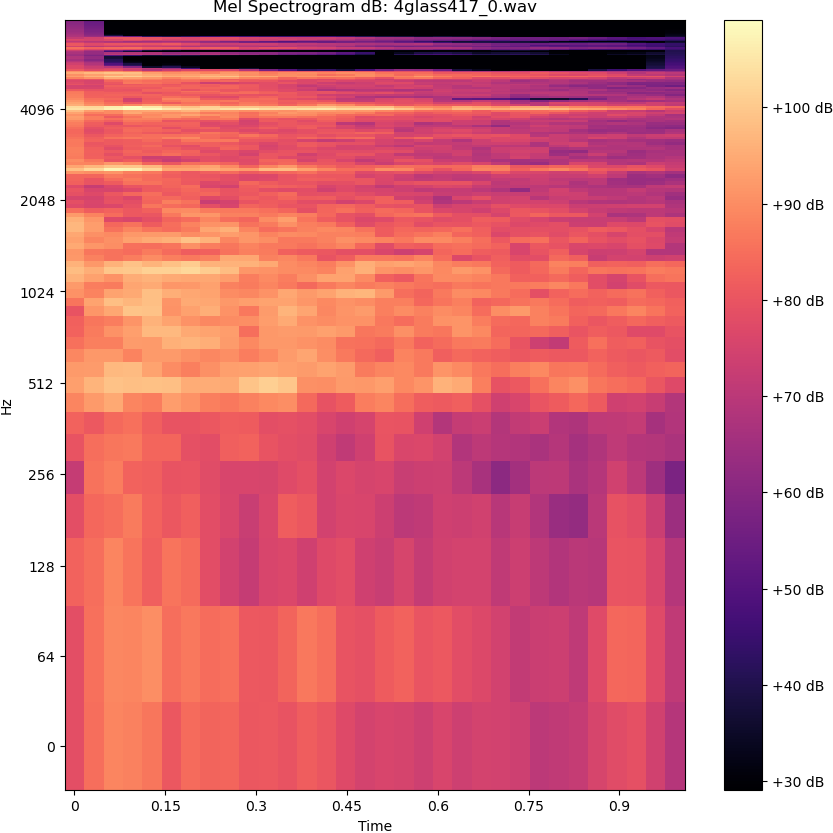 Mel Spectrogram dB: 4glass417_0.wav
Hz
4096
2048
1024
512
256
128
64
0
0 0.15 0.3 0.45 0.6 0.75 0.9
Time
+100 dB
+90 dB
+80 dB
+70 dB
+60 dB
+50 dB
+40 dB
+30 dB